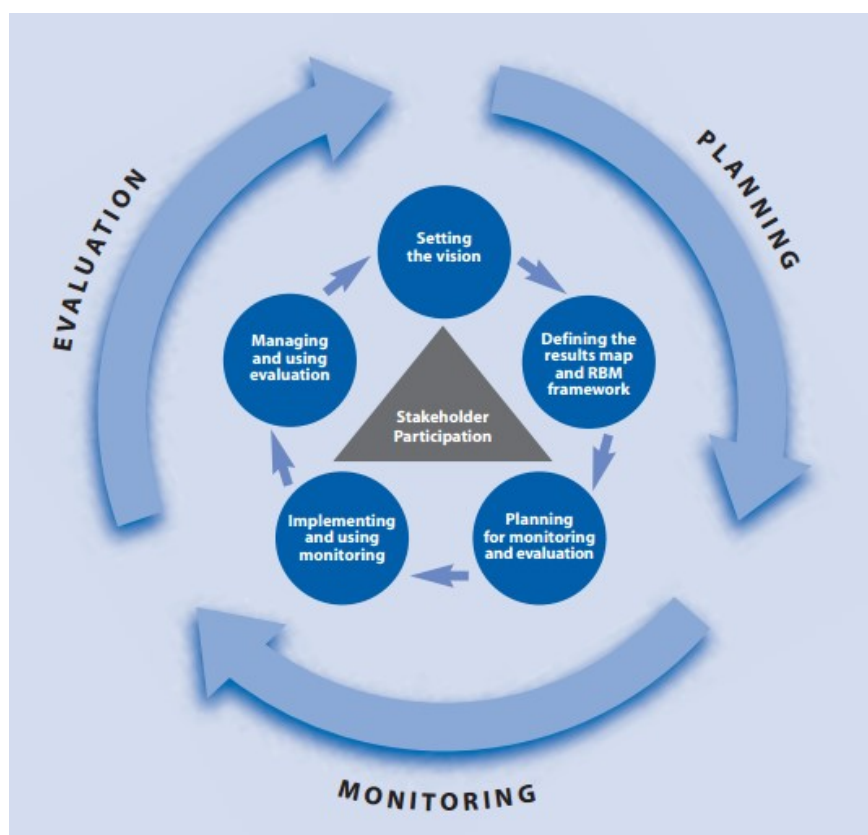 EVALUATION
PLANNING
Setting
the vision
Managing
and using
evaluation
Defining the
results map
and RBM
framework
Stakeholder
Participation
Implementing
and using
monitoring
Planning
for monitoring
and evaluation
MONITORING